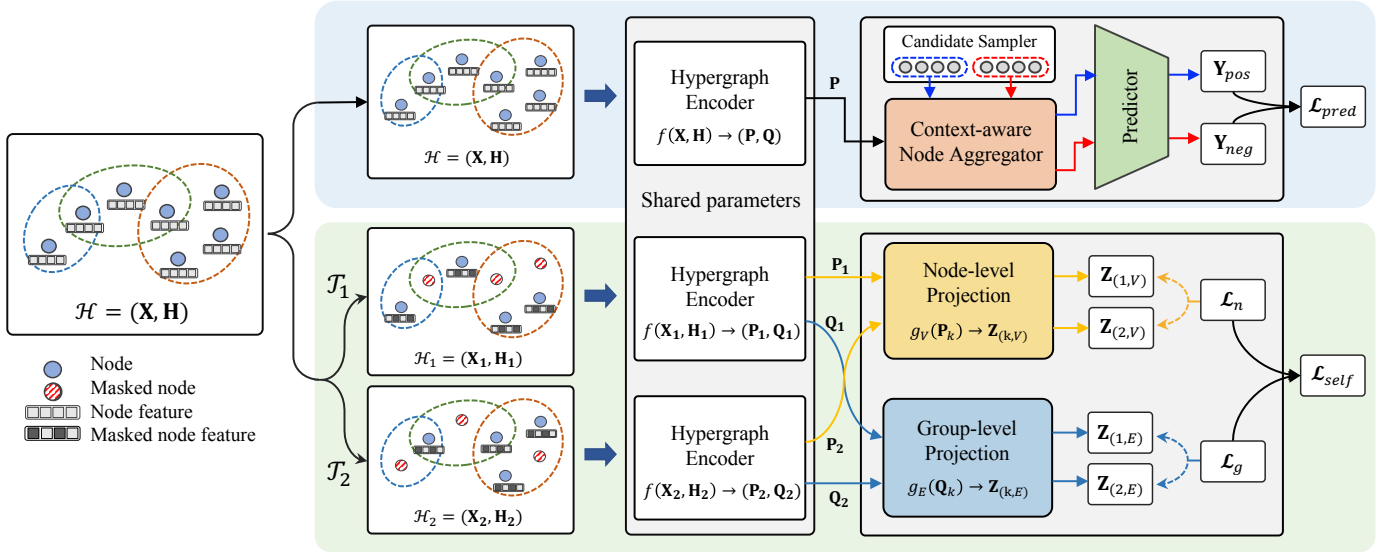 ℋ = (X, H)
Node
Masked node
Node feature
Masked node feature
ℋ = (X, H)
Hypergraph
Encoder
f(X, H) → (P, Q)
P
Candidate Sampler
Context-aware
Node Aggregator
Predictor
Y_pos
Y_neg
ℒ_pred
Shared parameters
𝒯_1
ℋ_1 = (X_1, H_1)
Hypergraph
Encoder
f(X_1, H_1) → (P_1, Q_1)
P_1
Q_1
Node-level
Projection
g_V(P_k) → Z_(k,V)
Z_(1,V)
Z_(2,V)
ℒ_n
ℒ_self
𝒯_2
ℋ_2 = (X_2, H_2)
Hypergraph
Encoder
f(X_2, H_2) → (P_2, Q_2)
P_2
Q_2
Group-level
Projection
g_E(Q_k) → Z_(k,E)
Z_(1,E)
Z_(2,E)
ℒ_g